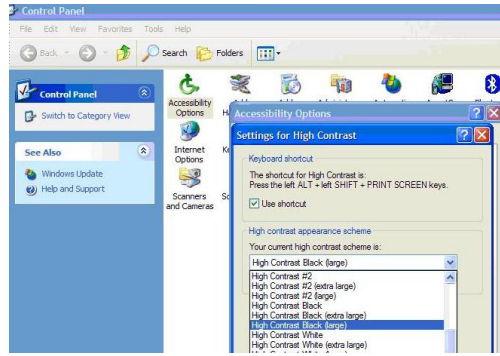 Control Panel
File Edit View Favorites Tools Help
Back Search Folders
Control Panel
Switch to Category View
See Also
Windows Update
Help and Support
Accessibility
Options
Internet
Options
Scanners
and Cameras
Accessibility Options
Settings for High Contrast
Keyboard shortcut
The shortcut for High Contrast is:
Press the left ALT + left SHIFT + PRINT SCREEN keys.
Use shortcut
High contrast appearance scheme
Your current high contrast scheme is:
High Contrast Black (large)
High Contrast #2
High Contrast #2 (extra large)
High Contrast #2 (large)
High Contrast Black
High Contrast Black (extra large)
High Contrast Black (large)
High Contrast White
High Contrast White (extra large)